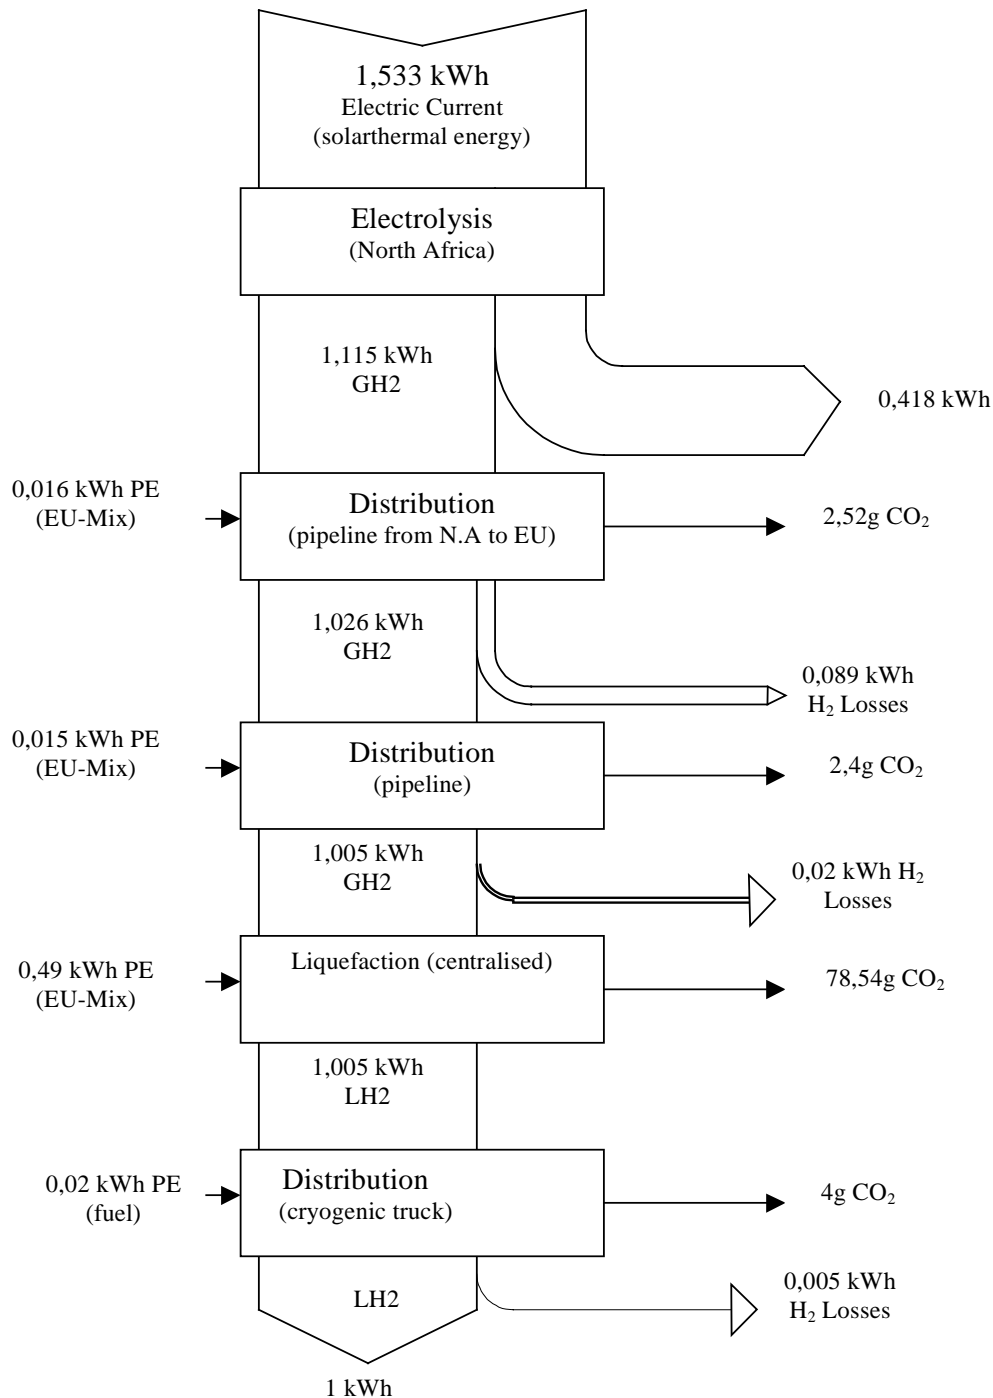 1,533 kWh
Electric Current
(solarthermal energy)
Electrolysis
(North Africa)
1,115 kWh
GH2
0,418 kWh
0,016 kWh PE
(EU-Mix)
Distribution
(pipeline from N.A to EU)
2,52g CO₂
1,026 kWh
GH2
0,089 kWh
H₂ Losses
0,015 kWh PE
(EU-Mix)
Distribution
(pipeline)
2,4g CO₂
1,005 kWh
GH2
0,02 kWh H₂
Losses
0,49 kWh PE
(EU-Mix)
Liquefaction (centralised)
78,54g CO₂
1,005 kWh
LH2
0,02 kWh PE
(fuel)
Distribution
(cryogenic truck)
4g CO₂
LH2
0,005 kWh
H₂ Losses
1 kWh